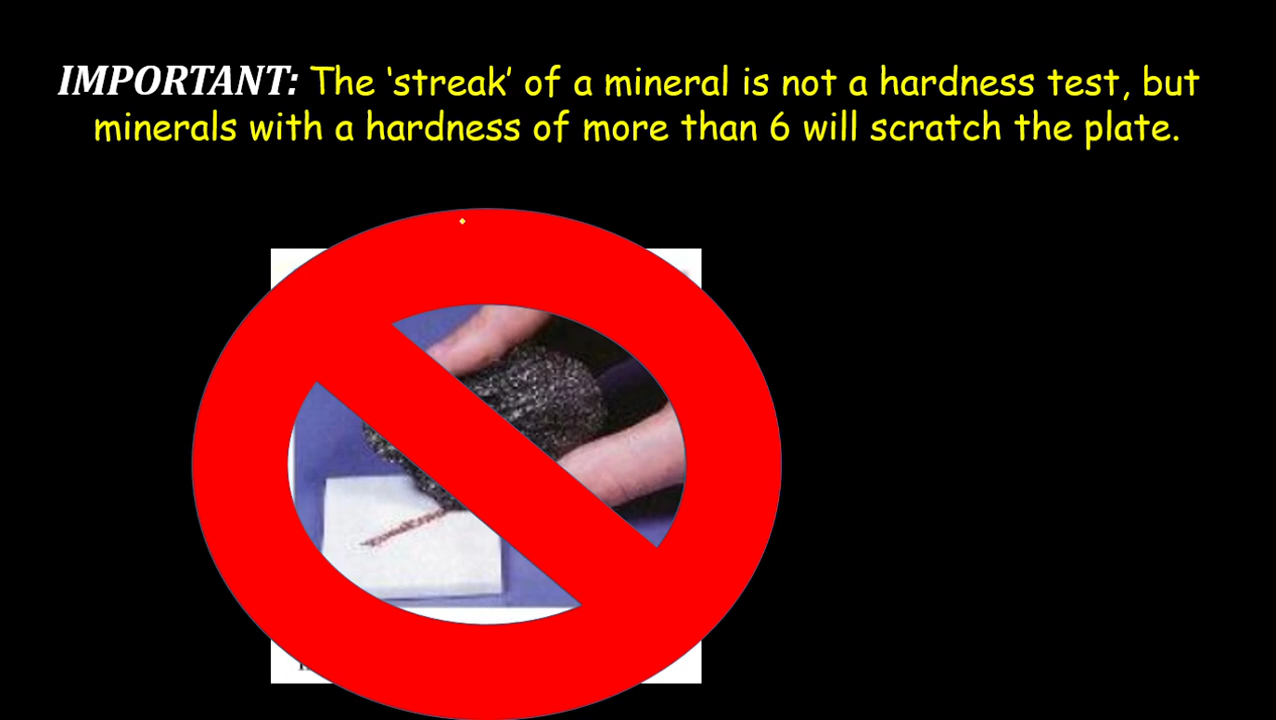 IMPORTANT: The ‘streak’ of a mineral is not a hardness test, but
minerals with a hardness of more than 6 will scratch the plate.